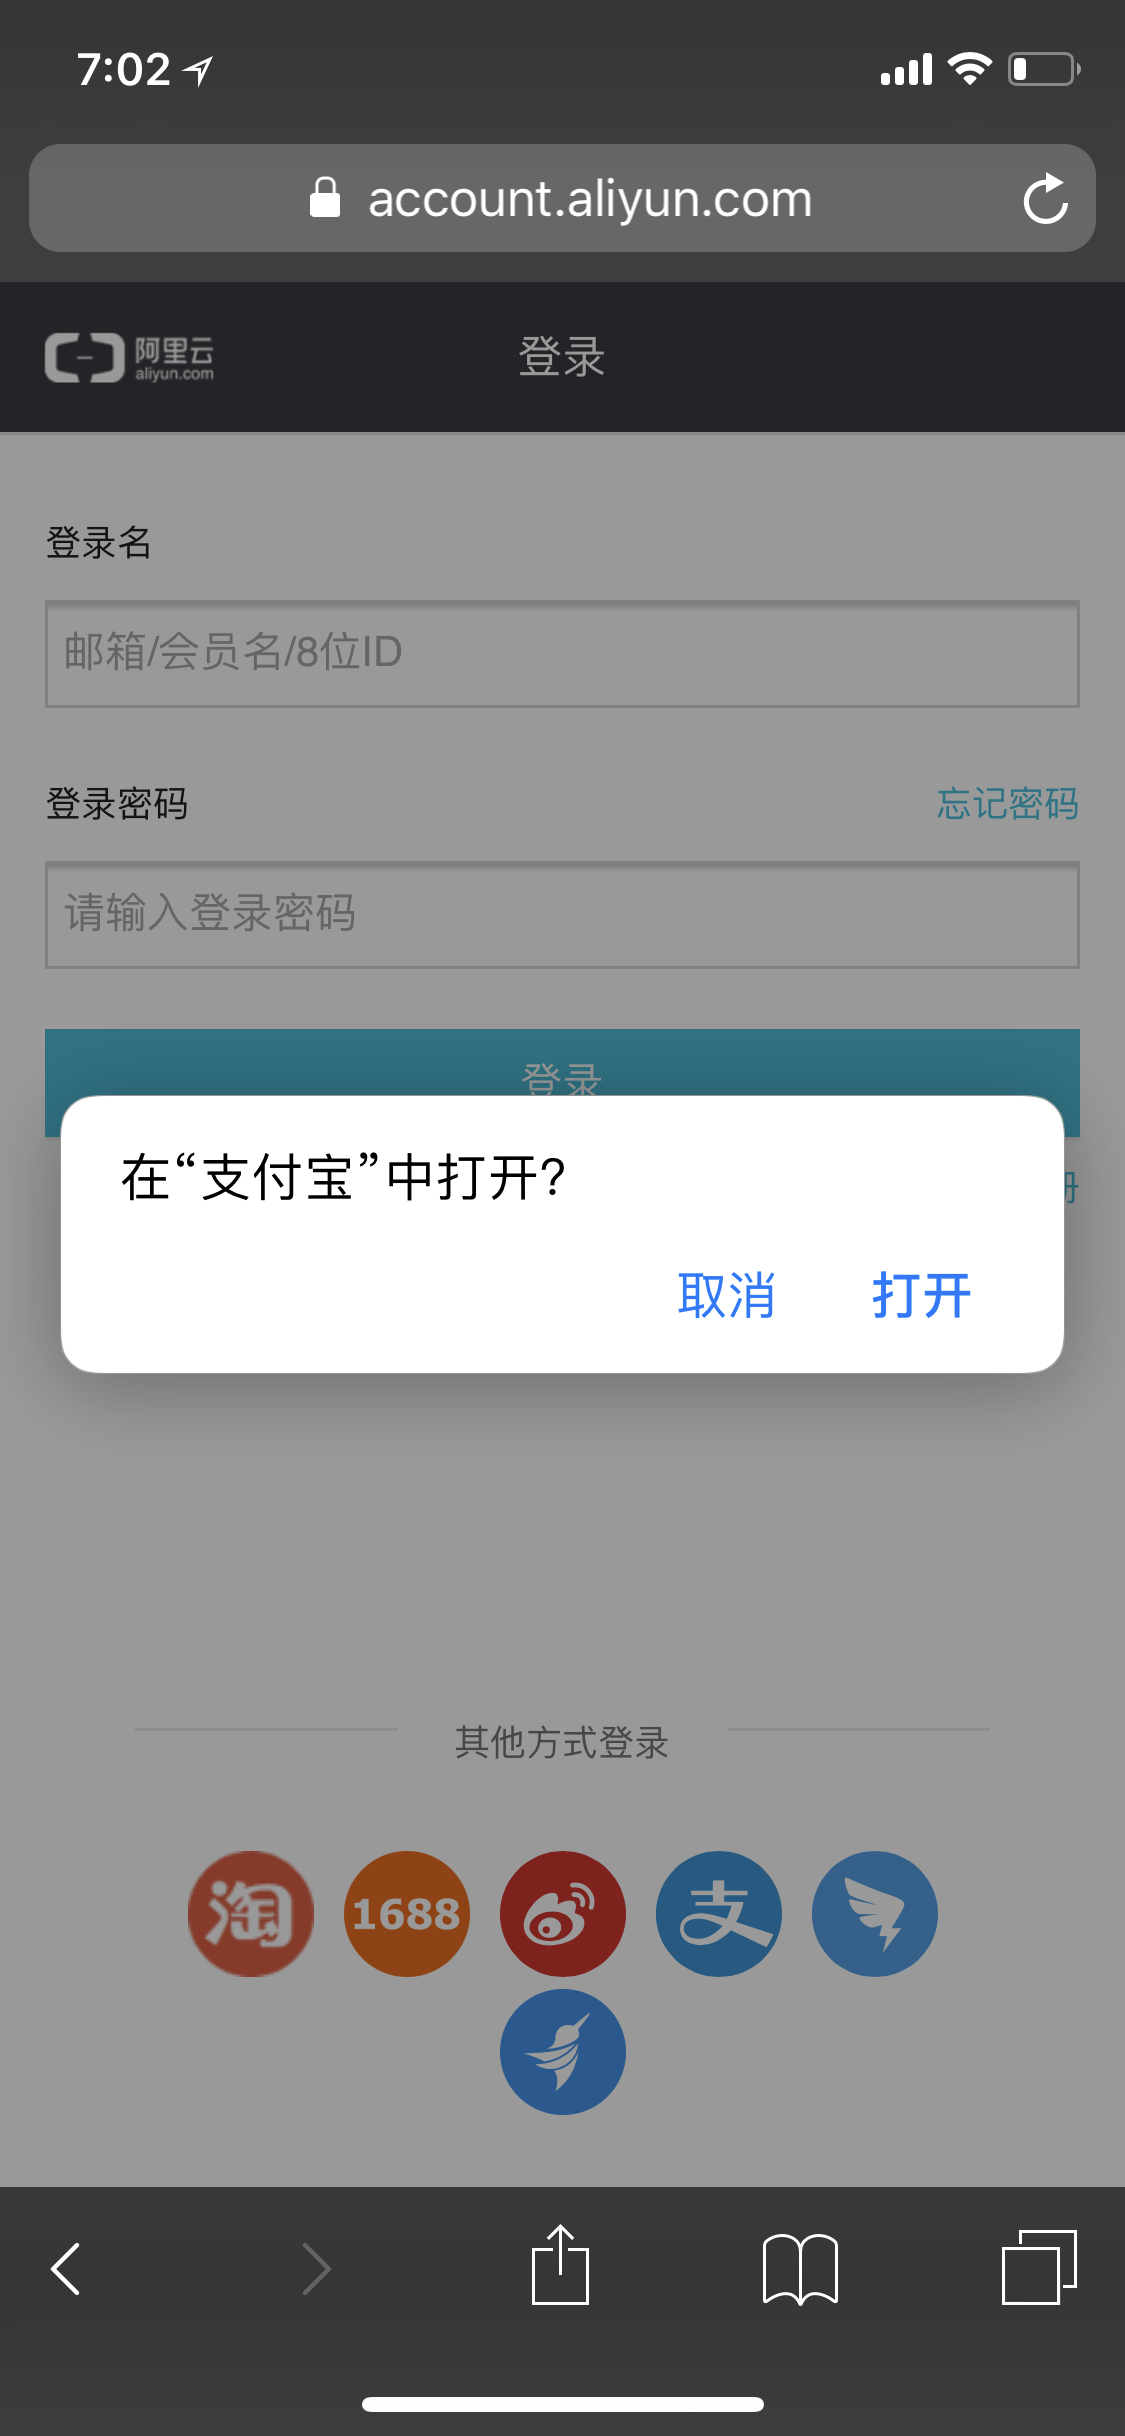 7:02
account.aliyun.com
阿里云
aliyun.com
登录
登录名
邮箱/会员名/8位ID
登录密码
忘记密码
请输入登录密码
登录
在“支付宝”中打开?
取消
打开
其他方式登录
淘
1688
支